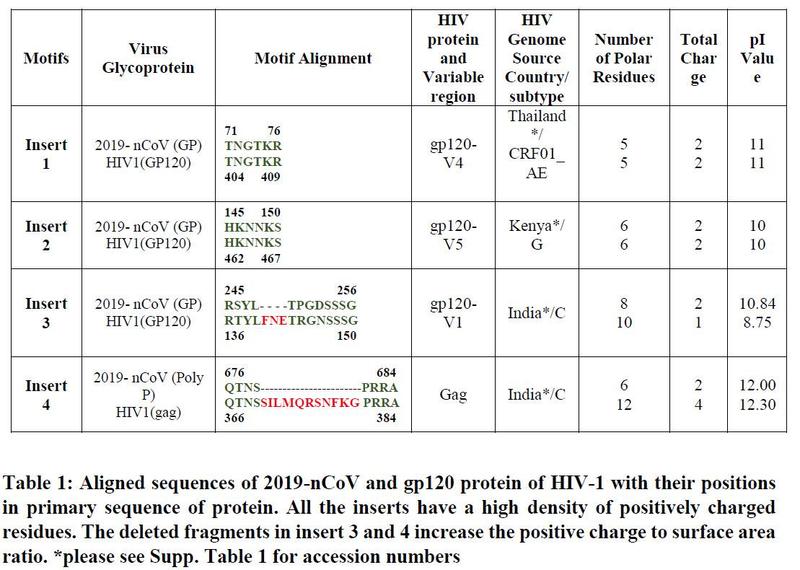 Motifs | Virus Glycoprotein | Motif Alignment | HIV protein and Variable region | HIV Genome Source Country/ subtype | Number of Polar Residues | Total Char ge | pI Valu e
Insert 1 | 2019- nCoV (GP) HIV1(GP120) | 71 76 TNGTKR TNGTKR 404 409 | gp120- V4 | Thailand */ CRF01_ AE | 5 5 | 2 2 | 11 11
Insert 2 | 2019- nCoV (GP) HIV1(GP120) | 145 150 HKNNKS HKNNKS 462 467 | gp120- V5 | Kenya*/ G | 6 6 | 2 2 | 10 10
Insert 3 | 2019- nCoV (GP) HIV1(GP120) | 245 256 RSYL- - - -TPGDSSSG RTYLFNETRGNSSSG 136 150 | gp120- V1 | India*/C | 8 10 | 2 1 | 10.84 8.75
Insert 4 | 2019- nCoV (Poly P) HIV1(gag) | 676 684 QTNS-----------------------PRRA QTNSSILMQRSNFKG PRRA 366 384 | Gag | India*/C | 6 12 | 2 4 | 12.00 12.30
Table 1: Aligned sequences of 2019-nCoV and gp120 protein of HIV-1 with their positions
in primary sequence of protein. All the inserts have a high density of positively charged
residues. The deleted fragments in insert 3 and 4 increase the positive charge to surface area
ratio. *please see Supp. Table 1 for accession numbers